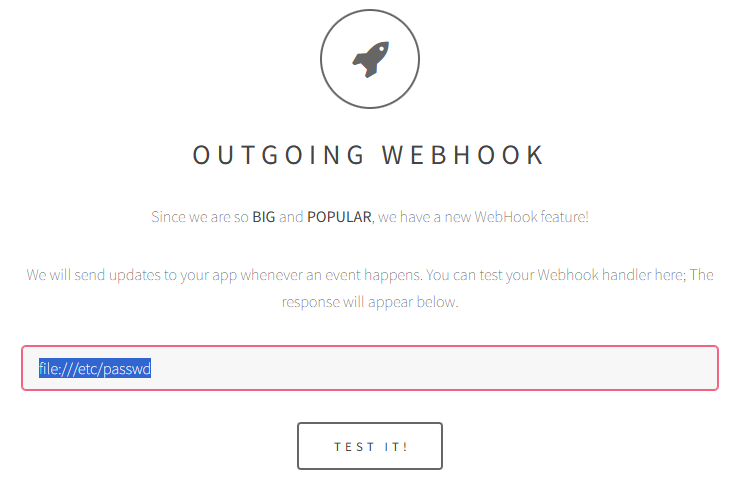 OUTGOING WEBHOOK
Since we are so BIG and POPULAR, we have a new WebHook feature!
We will send updates to your app whenever an event happens. You can test your Webhook handler here; The
response will appear below.
file:///etc/passwd
TEST IT!